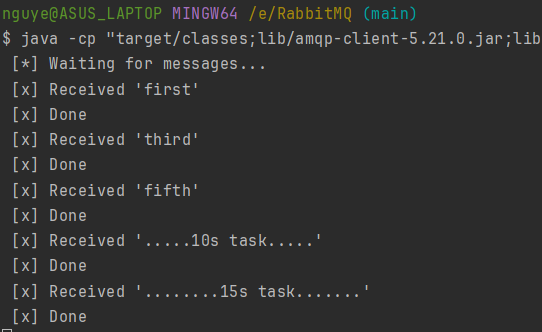 nguye@ASUS_LAPTOP MINGW64 /e/RabbitMQ (main)
$ java -cp "target/classes;lib/amqp-client-5.21.0.jar;lib
[*] Waiting for messages...
[x] Received 'first'
[x] Done
[x] Received 'third'
[x] Done
[x] Received 'fifth'
[x] Done
[x] Received '.....10s task.....'
[x] Done
[x] Received '........15s task.......'
[x] Done